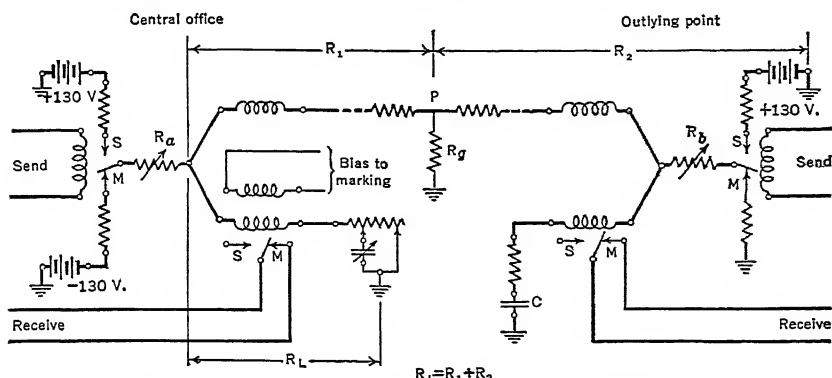 Central office
Outlying point
R1
R2
+130 V.
S
Ra
M
Send
P
Rg
Bias to marking
-130 V.
S
M
Receive
RL
+130 V.
S
Rb
M
Send
S
M
C
Receive
RL=R1+R2